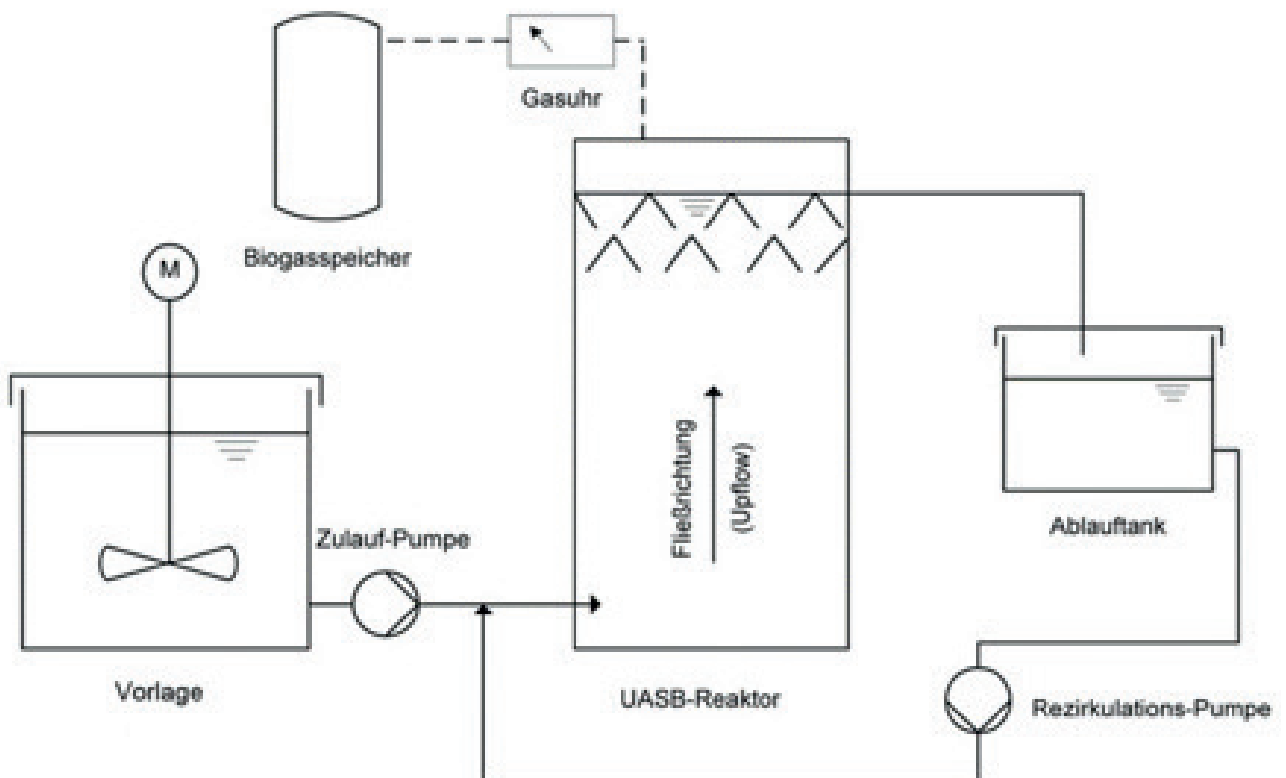 Gasuhr
Biogasspeicher
M
Fließrichtung
(Upflow)
Zulauf-Pumpe
Ablauftank
Vorlage
UASB-Reaktor
Rezirkulations-Pumpe